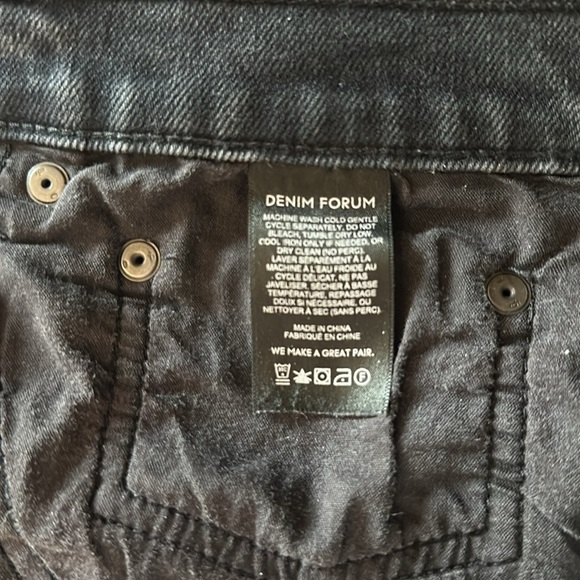 DENIM FORUM
MACHINE WASH COLD GENTLE
CYCLE SEPARATELY, DO NOT
BLEACH, TUMBLE DRY LOW.
COOL IRON ONLY IF NEEDED, OR
DRY CLEAN (NO PERC).
LAVER SEPARÉMENT À LA
MACHINE À L'EAU FROIDE AU
CYCLE DÉLICAT. NE PAS
JAVELISER. SÉCHER À BASSE
TEMPÉRATURE, REPASSAGE
DOUX SI NÉCESSAIRE, OU
NETTOYER À SEC (SANS PERC).
MADE IN CHINA
FABRIQUÉ EN CHINE
WE MAKE A GREAT PAIR.
F